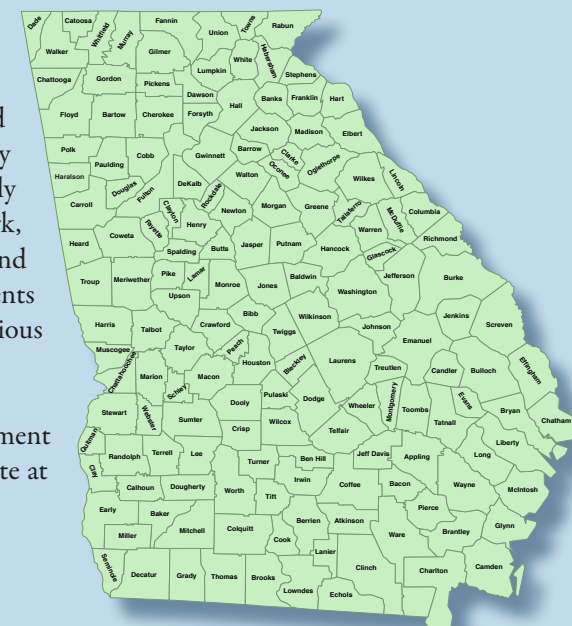 d
y
ly
k,
nd
ents
ious
ment
te at
Dade
Catoosa
Whitfield
Murray
Fannin
Union
Towns
Rabun
Walker
Gilmer
White
Habersham
Lumpkin
Stephens
Chattooga
Gordon
Pickens
Dawson
Hall
Banks
Franklin
Hart
Floyd
Bartow
Cherokee
Forsyth
Jackson
Madison
Elbert
Polk
Paulding
Cobb
Gwinnett
Barrow
Clarke
Oconee
Oglethorpe
Haralson
Douglas
Fulton
DeKalb
Rockdale
Walton
Wilkes
Lincoln
Carroll
Clayton
Newton
Morgan
Greene
Taliaferro
McDuffie
Columbia
Heard
Coweta
Fayette
Henry
Warren
Richmond
Spalding
Butts
Jasper
Putnam
Hancock
Glascock
Troup
Meriwether
Pike
Lamar
Monroe
Jones
Baldwin
Washington
Jefferson
Burke
Upson
Harris
Talbot
Crawford
Bibb
Twiggs
Wilkinson
Johnson
Jenkins
Screven
Muscogee
Chattahoochee
Taylor
Peach
Houston
Bleckley
Laurens
Emanuel
Marion
Schley
Macon
Treutlen
Candler
Bulloch
Effingham
Stewart
Webster
Sumter
Dooly
Pulaski
Dodge
Wheeler
Montgomery
Toombs
Evans
Tatnall
Bryan
Chatham
Quitman
Crisp
Wilcox
Telfair
Liberty
Clay
Randolph
Terrell
Lee
Turner
Ben Hill
Jeff Davis
Appling
Long
Calhoun
Dougherty
Worth
Tift
Irwin
Coffee
Bacon
Wayne
McIntosh
Early
Baker
Pierce
Miller
Mitchell
Colquitt
Cook
Berrien
Atkinson
Ware
Brantley
Glynn
Seminole
Decatur
Grady
Thomas
Brooks
Lanier
Clinch
Charlton
Camden
Lowndes
Echols